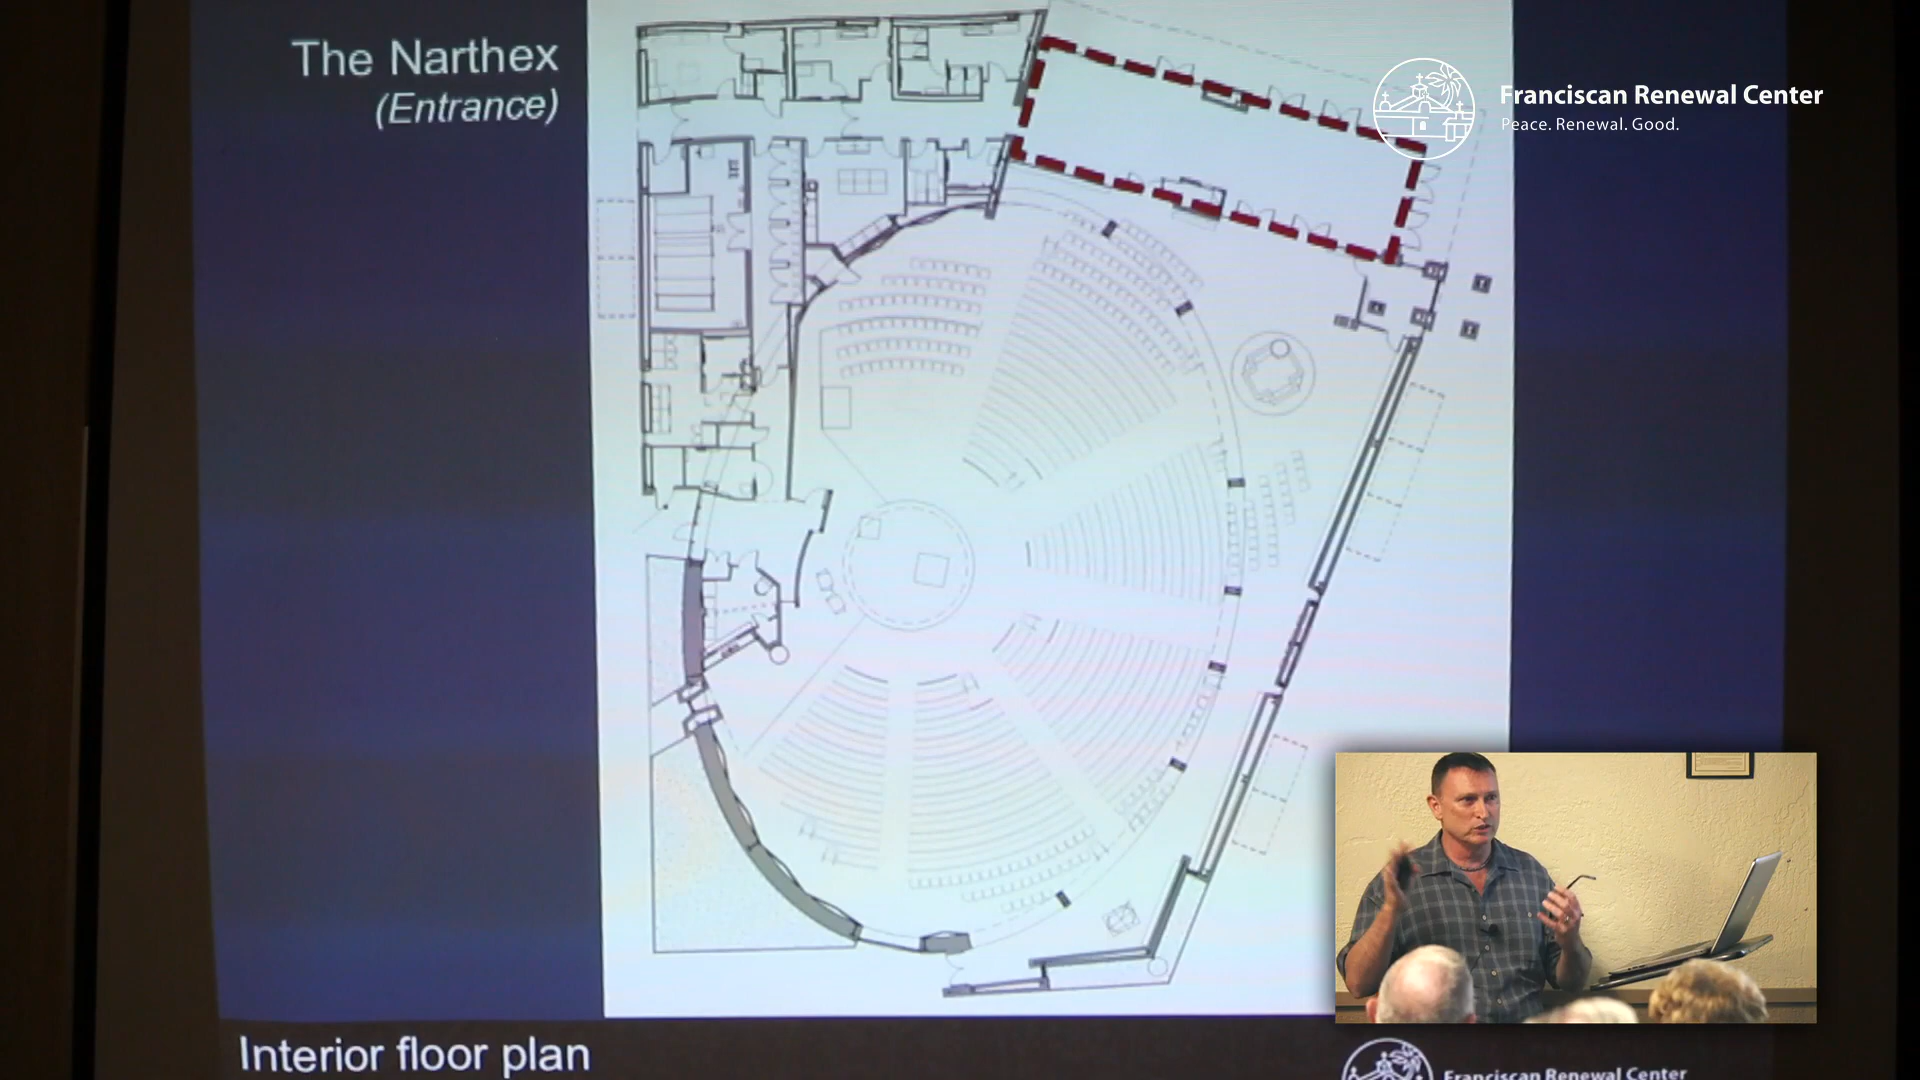 The Narthex
(Entrance)
Franciscan Renewal Center
Peace. Renewal. Good.
Interior floor plan
Franciscan Renewal Center